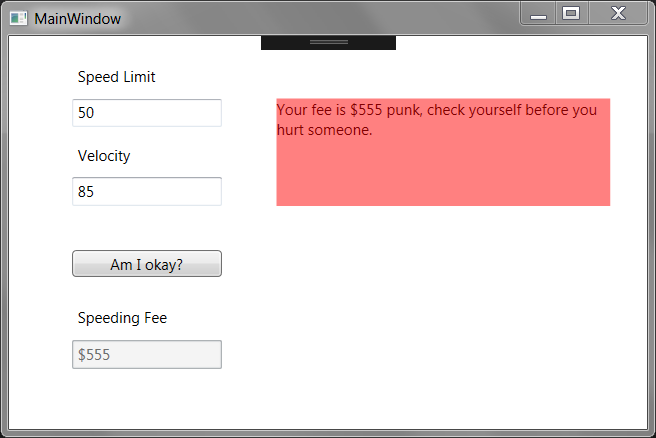 MainWindow
Speed Limit
50
Your fee is $555 punk, check yourself before you
hurt someone.
Velocity
85
Am I okay?
Speeding Fee
$555